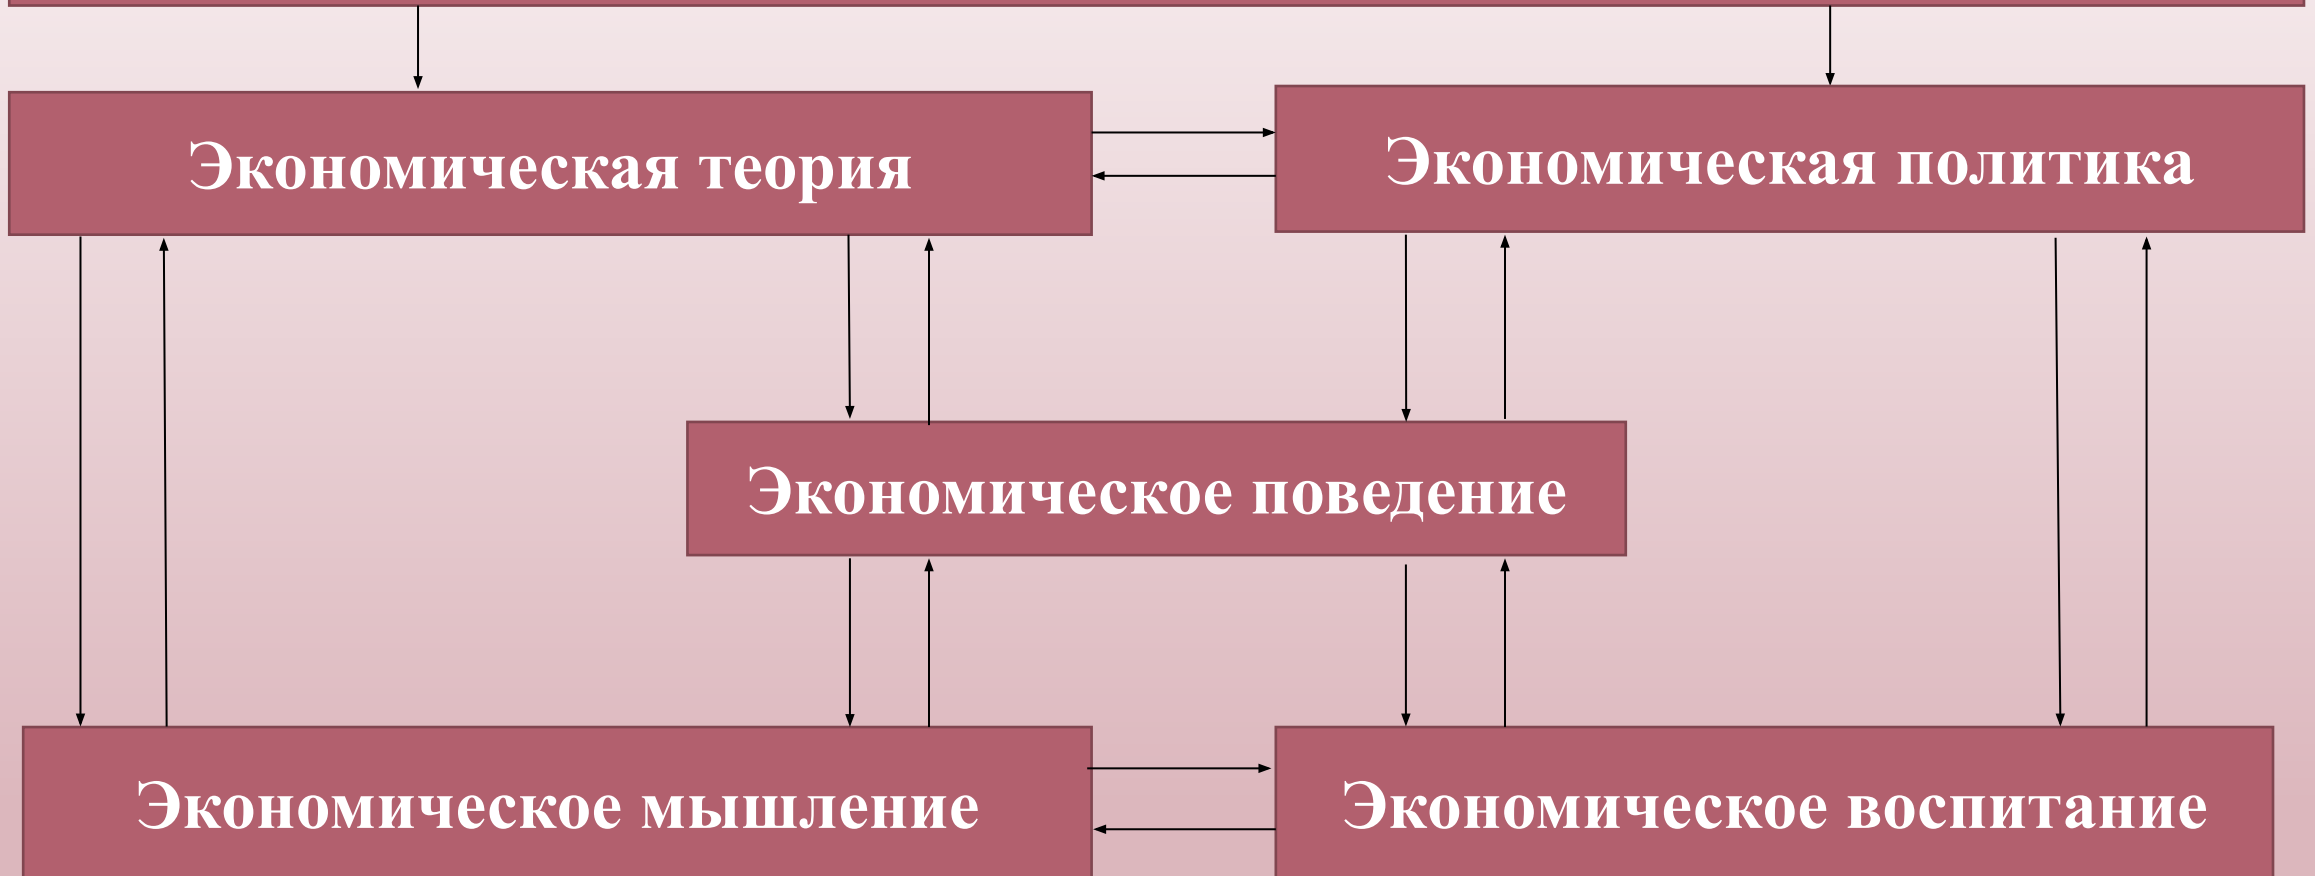 Экономическая теория
Экономическая политика
Экономическое поведение
Экономическое мышление
Экономическое воспитание